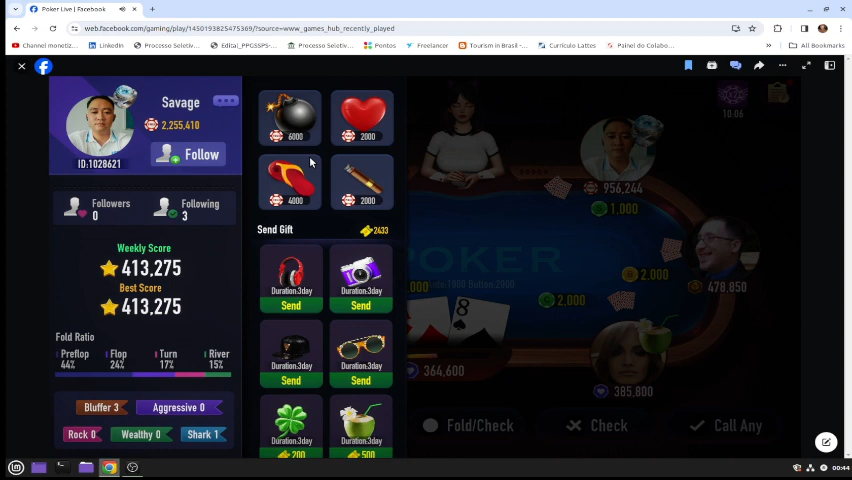 Poker Live | Facebook
web.facebook.com/gaming/play/1450193825475369/?source=www_games_hub_recently_played
Channel monetiz... LinkedIn Processo Seletiv... Edital_PPGSSPS-... Processo Seletiv... Pontos Freelancer Tourism in Brasil -... Currículo Lattes Painel do Colabo... All Bookmarks
Savage
2,255,410
ID:1028621
Follow
Followers
0
Following
3
Weekly Score
413,275
Best Score
413,275
Fold Ratio
Preflop Flop Turn River
44% 24% 17% 15%
Bluffer 3 Aggressive 0
Rock 0 Wealthy 0 Shark 1
6000 2000
4000 2000
Send Gift 2433
Duration:3day Duration:3day
Send Send
Duration:3day Duration:3day
Send Send
Duration:3day Duration:3day
200 500
10:06
956,244
1,000
POKER
2,000
2,000
478,850
8
364,600
385,800
Fold/Check Check Call Any
00:44